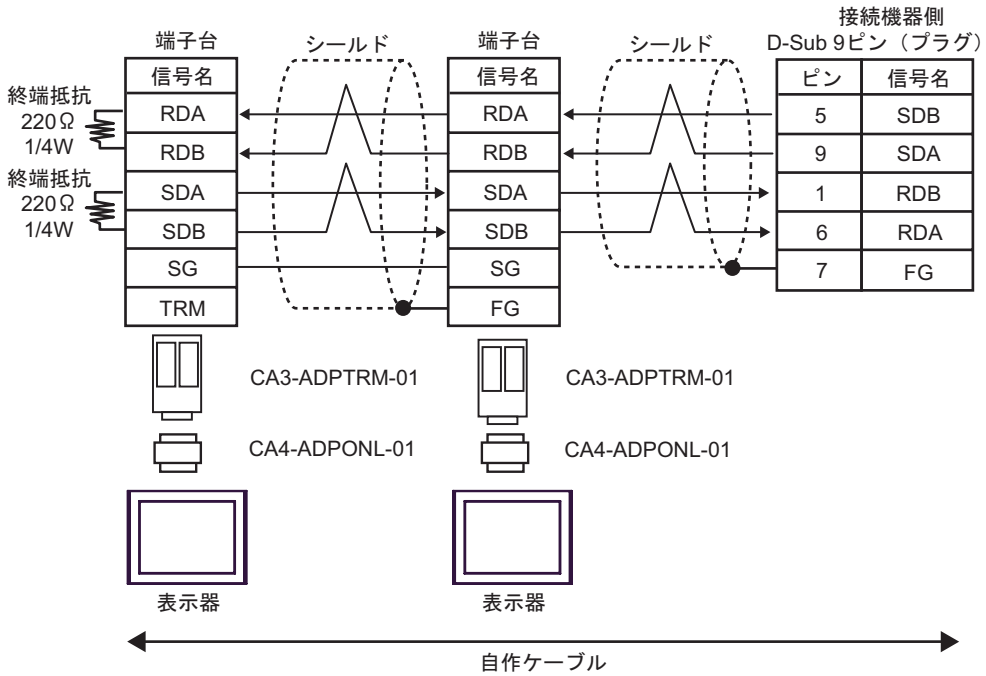 接続機器側
D-Sub 9ピン（プラグ）
端子台
シールド
端子台
シールド
信号名
信号名
ピン
信号名
終端抵抗
220Ω
1/4W
RDA
RDA
5
SDB
RDB
RDB
9
SDA
終端抵抗
220Ω
1/4W
SDA
SDA
1
RDB
SDB
SDB
6
RDA
SG
SG
7
FG
TRM
FG
CA3-ADPTRM-01
CA3-ADPTRM-01
CA4-ADPONL-01
CA4-ADPONL-01
表示器
表示器
自作ケーブル